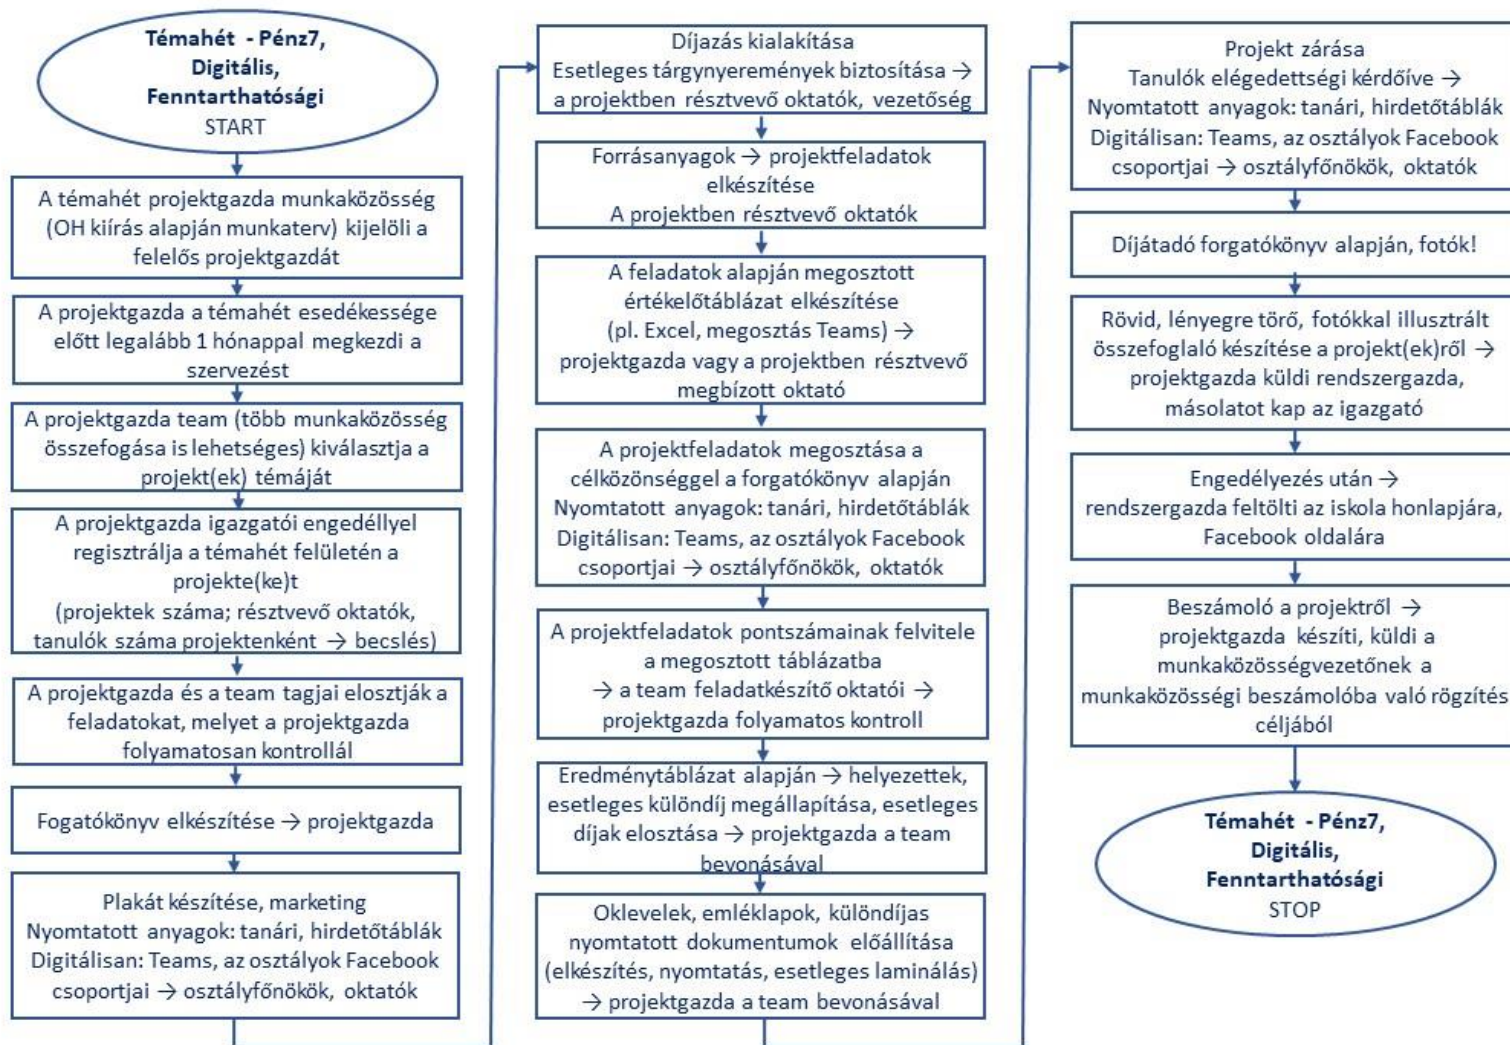 Témahét - Pénz7,
Digitális,
Fenntarthatósági
START
A témahét projektgazda munkaközösség
(OH kiírás alapján munkaterv) kijelöli a
felelős projektgazdát
A projektgazda a témahét esedékessége
előtt legalább 1 hónappal megkezdi a
szervezést
A projektgazda team (több munkaközösség
összefogása is lehetséges) kiválasztja a
projekt(ek) témáját
A projektgazda igazgatói engedéllyel
regisztrálja a témahét felületén a
projekte(ke)t
(projektek száma; résztvevő oktatók,
tanulók száma projektenként → becslés)
A projektgazda és a team tagjai elosztják a
feladatokat, melyet a projektgazda
folyamatosan kontrollál
Fogatókönyv elkészítése → projektgazda
Plakát készítése, marketing
Nyomtatott anyagok: tanári, hirdetőtáblák
Digitálisan: Teams, az osztályok Facebook
csoportjai → osztályfőnökök, oktatók
Díjazás kialakítása
Esetleges tárgynyeremények biztosítása →
a projektben résztvevő oktatók, vezetőség
Forrásanyagok → projektfeladatok
elkészítése
A projektben résztvevő oktatók
A feladatok alapján megosztott
értékelőtáblázat elkészítése
(pl. Excel, megosztás Teams) →
projektgazda vagy a projektben résztvevő
megbízott oktató
A projektfeladatok megosztása a
célközönséggel a forgatókönyv alapján
Nyomtatott anyagok: tanári, hirdetőtáblák
Digitálisan: Teams, az osztályok Facebook
csoportjai → osztályfőnökök, oktatók
A projektfeladatok pontszámainak felvitele
a megosztott táblázatba
→ a team feladatkészítő oktatói →
projektgazda folyamatos kontroll
Eredménytáblázat alapján → helyezettek,
esetleges különdíj megállapítása, esetleges
díjak elosztása → projektgazda a team
bevonásával
Oklevelek, emléklapok, különdíjas
nyomtatott dokumentumok előállítása
(elkészítés, nyomtatás, esetleges laminálás)
→ projektgazda a team bevonásával
Projekt zárása
Tanulók elégedettségi kérdőíve →
Nyomtatott anyagok: tanári, hirdetőtáblák
Digitálisan: Teams, az osztályok Facebook
csoportjai → osztályfőnökök, oktatók
Díjátadó forgatókönyv alapján, fotók!
Rövid, lényegre törő, fotókkal illusztrált
összefoglaló készítése a projekt(ek)ről →
projektgazda küldi rendszergazda,
másolatot kap az igazgató
Engedélyezés után →
rendszergazda feltölti az iskola honlapjára,
Facebook oldalára
Beszámoló a projektről →
projektgazda készíti, küldi a
munkaközösségvezetőnek a
munkaközösségi beszámolóba való rögzítés
céljából
Témahét - Pénz7,
Digitális,
Fenntarthatósági
STOP